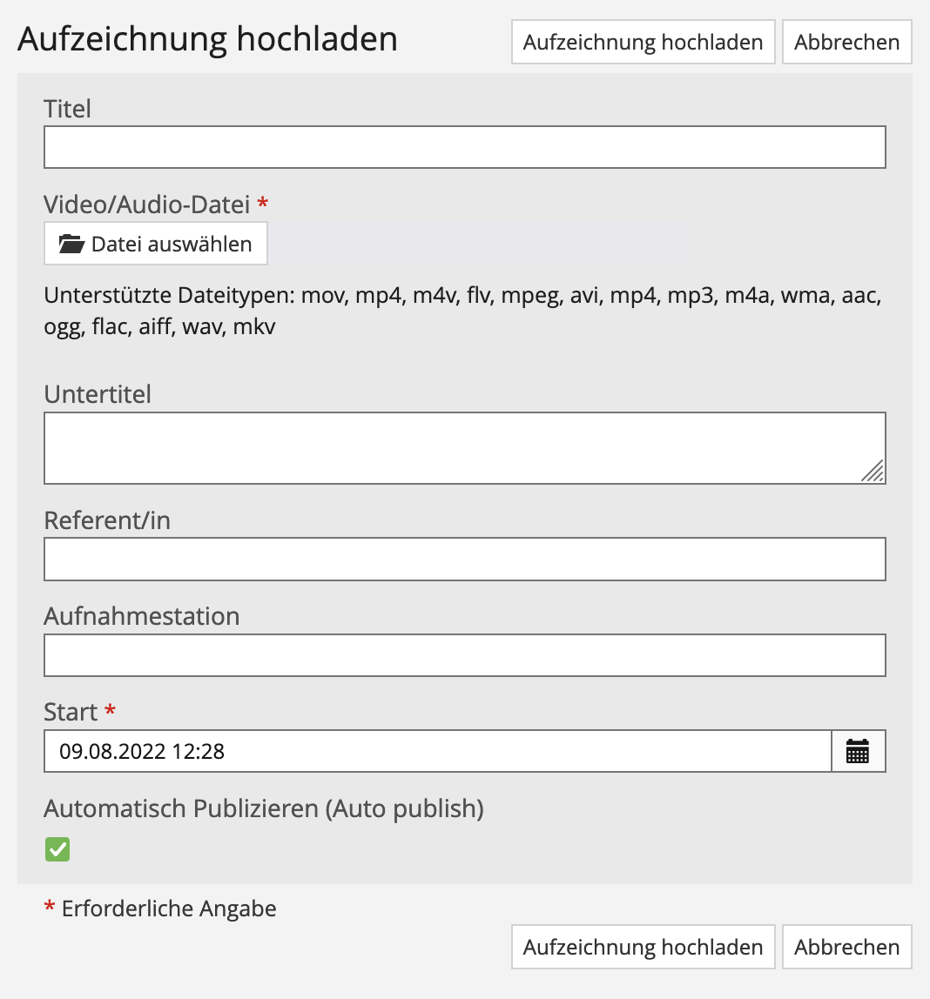 Aufzeichnung hochladen
Aufzeichnung hochladen Abbrechen
Titel
Video/Audio-Datei *
Datei auswählen
Unterstützte Dateitypen: mov, mp4, m4v, flv, mpeg, avi, mp4, mp3, m4a, wma, aac,
ogg, flac, aiff, wav, mkv
Untertitel
Referent/in
Aufnahmestation
Start *
09.08.2022 12:28
Automatisch Publizieren (Auto publish)
* Erforderliche Angabe
Aufzeichnung hochladen Abbrechen